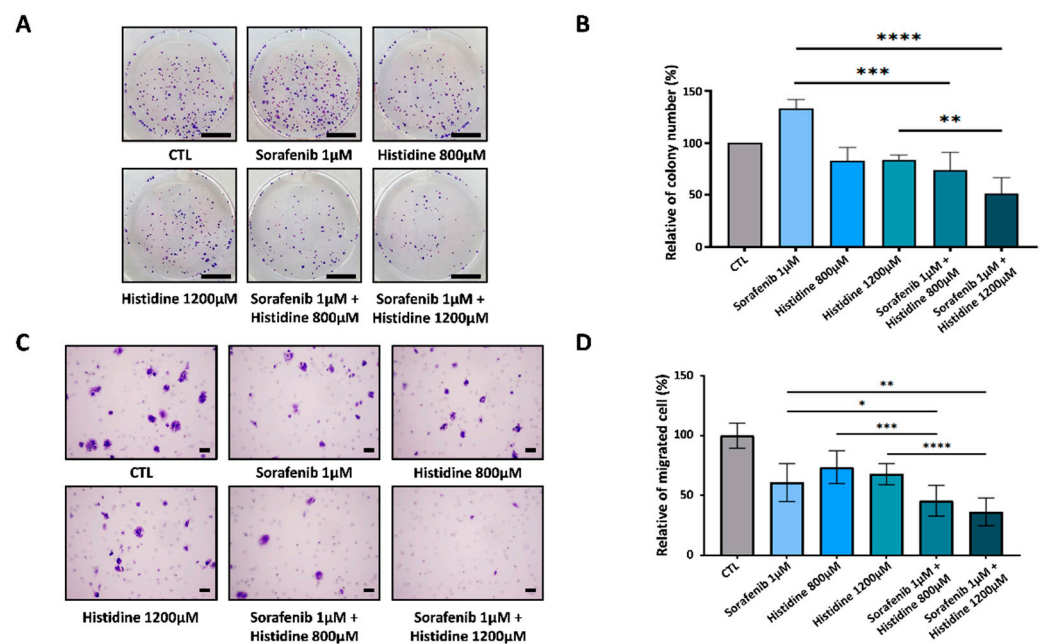 A
CTL
Sorafenib 1µM
Histidine 800µM
Histidine 1200µM
Sorafenib 1µM +
Histidine 800µM
Sorafenib 1µM +
Histidine 1200µM
B
Relative of colony number (%)
150
100
50
0
****
***
**
CTL
Sorafenib 1µM
Histidine 800µM
Histidine 1200µM
Sorafenib 1µM +
Histidine 800µM
Sorafenib 1µM +
Histidine 1200µM
C
CTL
Sorafenib 1µM
Histidine 800µM
Histidine 1200µM
Sorafenib 1µM +
Histidine 800µM
Sorafenib 1µM +
Histidine 1200µM
D
Relative of migrated cell (%)
150
100
50
0
**
*
***
****
CTL
Sorafenib 1µM
Histidine 800µM
Histidine 1200µM
Sorafenib 1µM +
Histidine 800µM
Sorafenib 1µM +
Histidine 1200µM